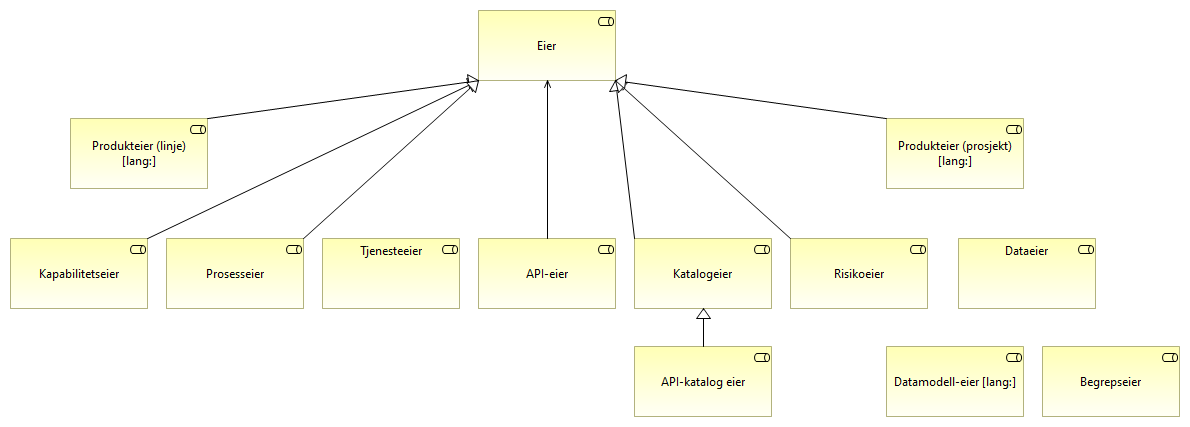 Eier
Produkteier (linje)
[lang:]
Produkteier (prosjekt)
[lang:]
Kapabilitetseier
Prosesseier
Tjenesteeier
API-eier
Katalogeier
Risikoeier
Dataeier
API-katalog eier
Datamodell-eier [lang:]
Begrepseier